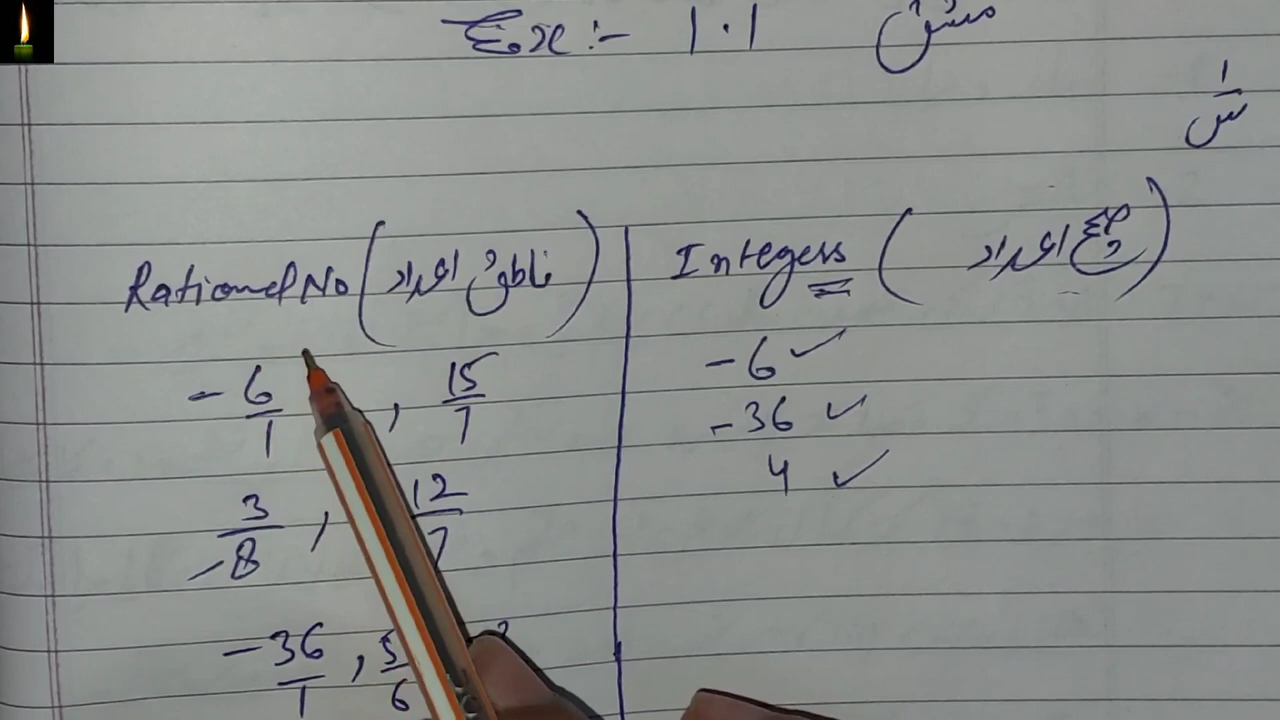 Ex :- 1.1 مشق
س 1
Rational No (ناطق اعداد) Integers (صحیح اعداد)
-6/1 , 15/7 -6 ✓
-36 ✓
3/-8 , 12/7 4 ✓
-36/1 , 5/6